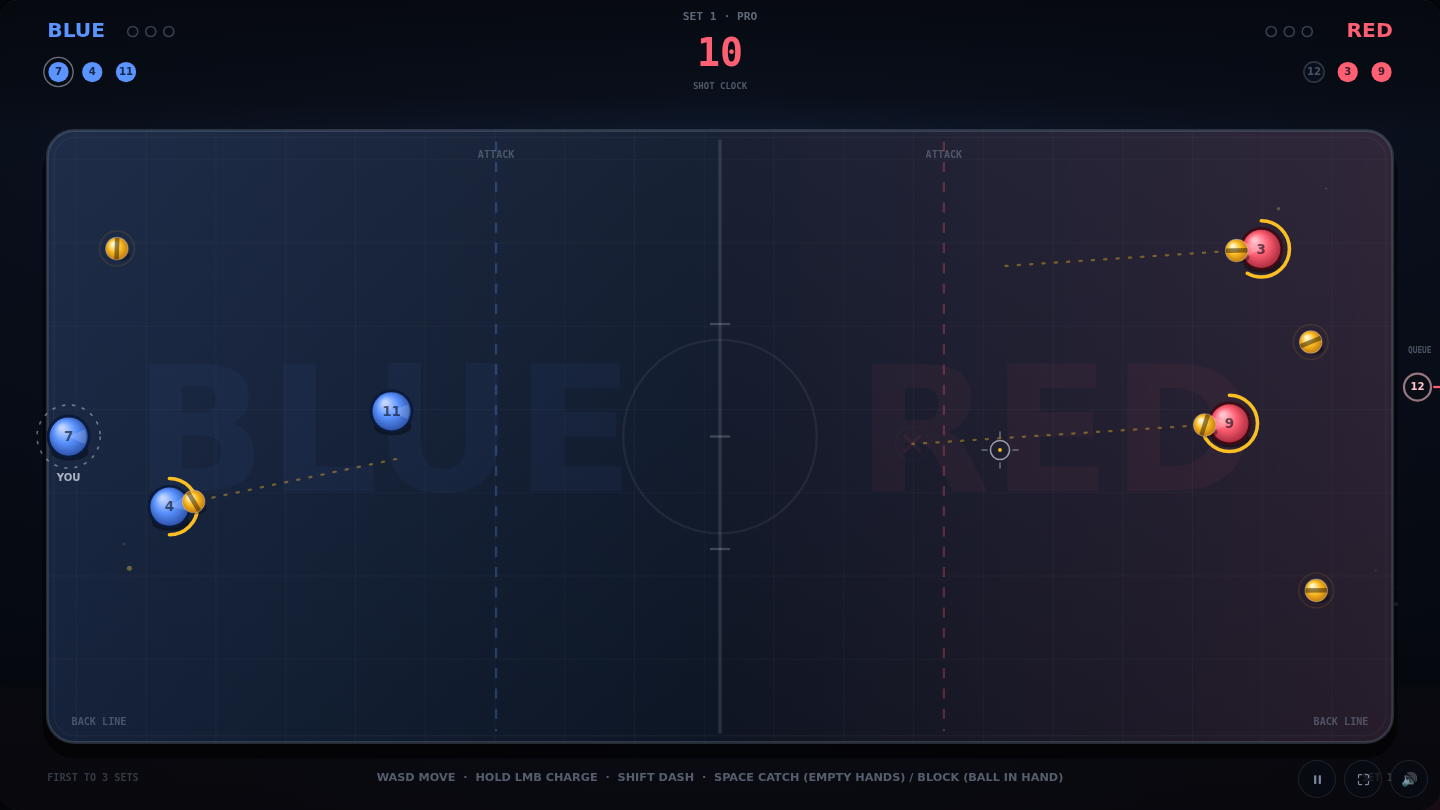 SET 1 · PRO
BLUE
RED
10
7 4 11
12 3 9
SHOT CLOCK
ATTACK
ATTACK
3
QUEUE
12
BLUE
RED
11
9
7
YOU
4
BACK LINE
BACK LINE
FIRST TO 3 SETS
WASD MOVE · HOLD LMB CHARGE · SHIFT DASH · SPACE CATCH (EMPTY HANDS) / BLOCK (BALL IN HAND)